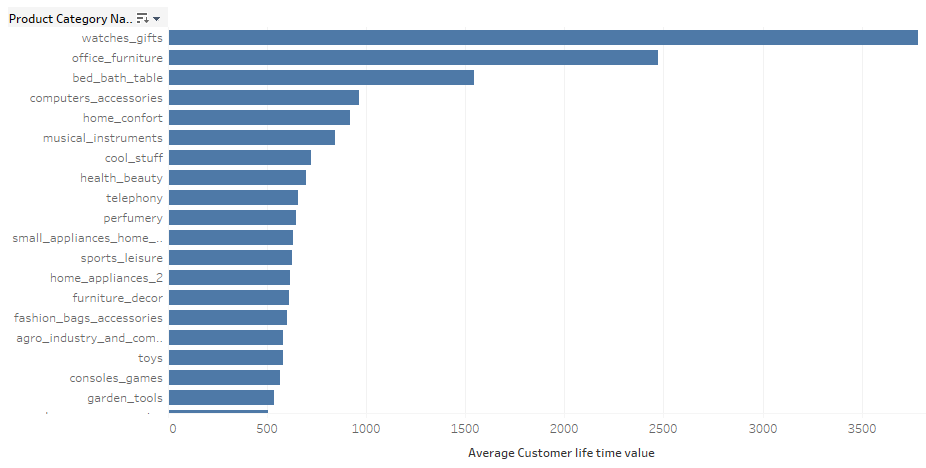 Product Category Na..
watches_gifts
office_furniture
bed_bath_table
computers_accessories
home_confort
musical_instruments
cool_stuff
health_beauty
telephony
perfumery
small_appliances_home_..
sports_leisure
home_appliances_2
furniture_decor
fashion_bags_accessories
agro_industry_and_com..
toys
consoles_games
garden_tools
0 500 1000 1500 2000 2500 3000 3500
Average Customer life time value